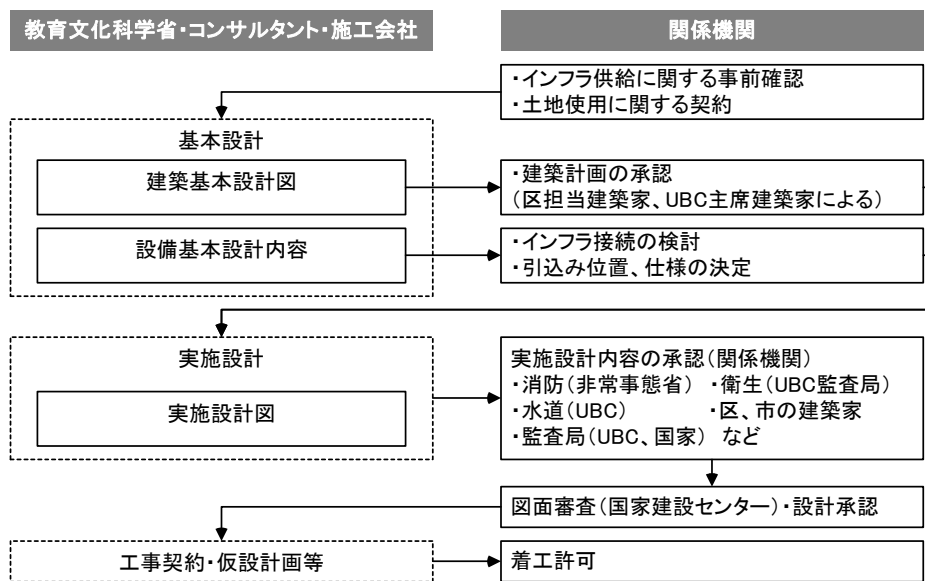 教育文化科学省・コンサルタント・施工会社
関係機関
・インフラ供給に関する事前確認
・土地使用に関する契約
基本設計
建築基本設計図
・建築計画の承認
（区担当建築家、UBC主席建築家による）
設備基本設計内容
・インフラ接続の検討
・引込み位置、仕様の決定
実施設計
実施設計図
実施設計内容の承認（関係機関）
・消防（非常事態省） ・衛生（UBC監査局）
・水道（UBC） ・区、市の建築家
・監査局（UBC、国家） など
図面審査（国家建設センター）・設計承認
工事契約・仮設計画等
着工許可